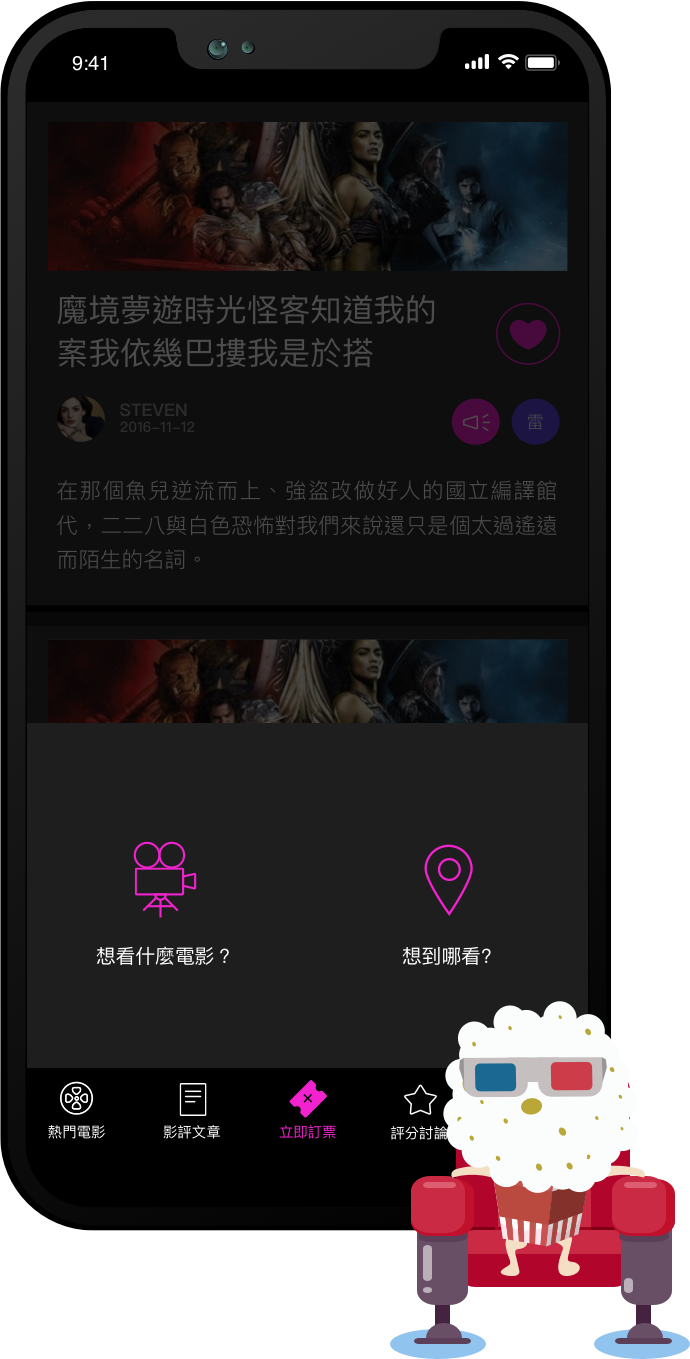 9:41
魔境夢遊時光怪客知道我的
案我依幾巴摟我是於搭
STEVEN
2016-11-12
雷
在那個魚兒逆流而上、強盜改做好人的國立編譯館
代，二二八與白色恐怖對我們來說還只是個太過遙遠
而陌生的名詞。
想看什麼電影？
想到哪看?
熱門電影
影評文章
立即訂票
評分討論